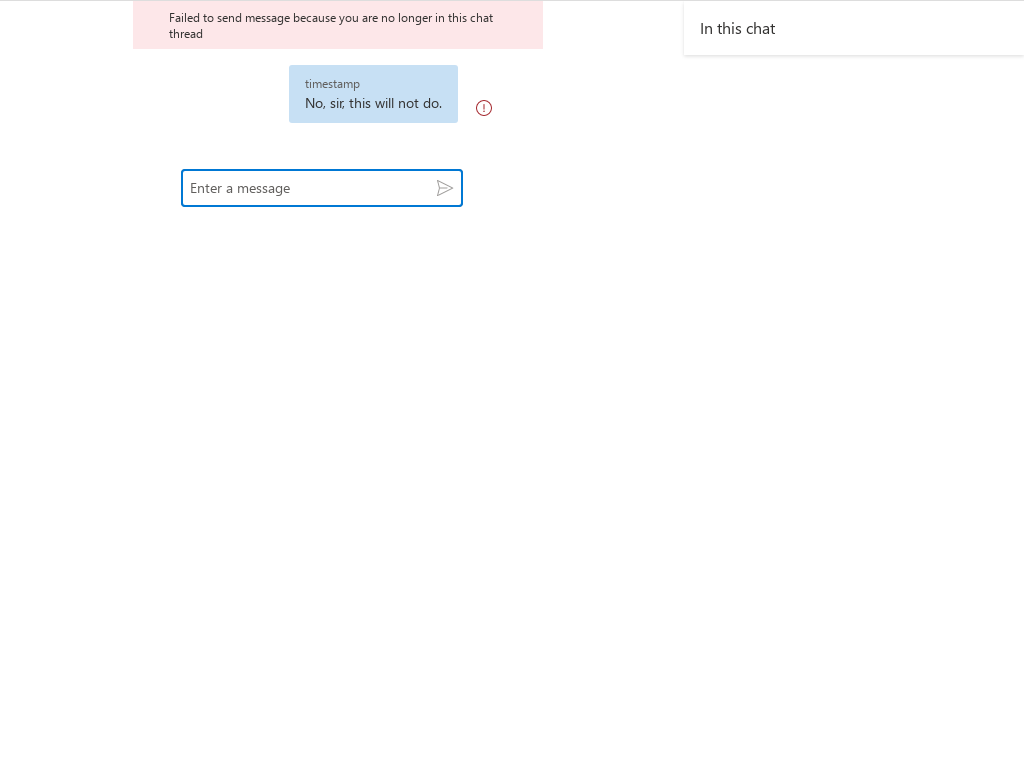 Failed to send message because you are no longer in this chat
thread
In this chat
timestamp
No, sir, this will not do.
Enter a message